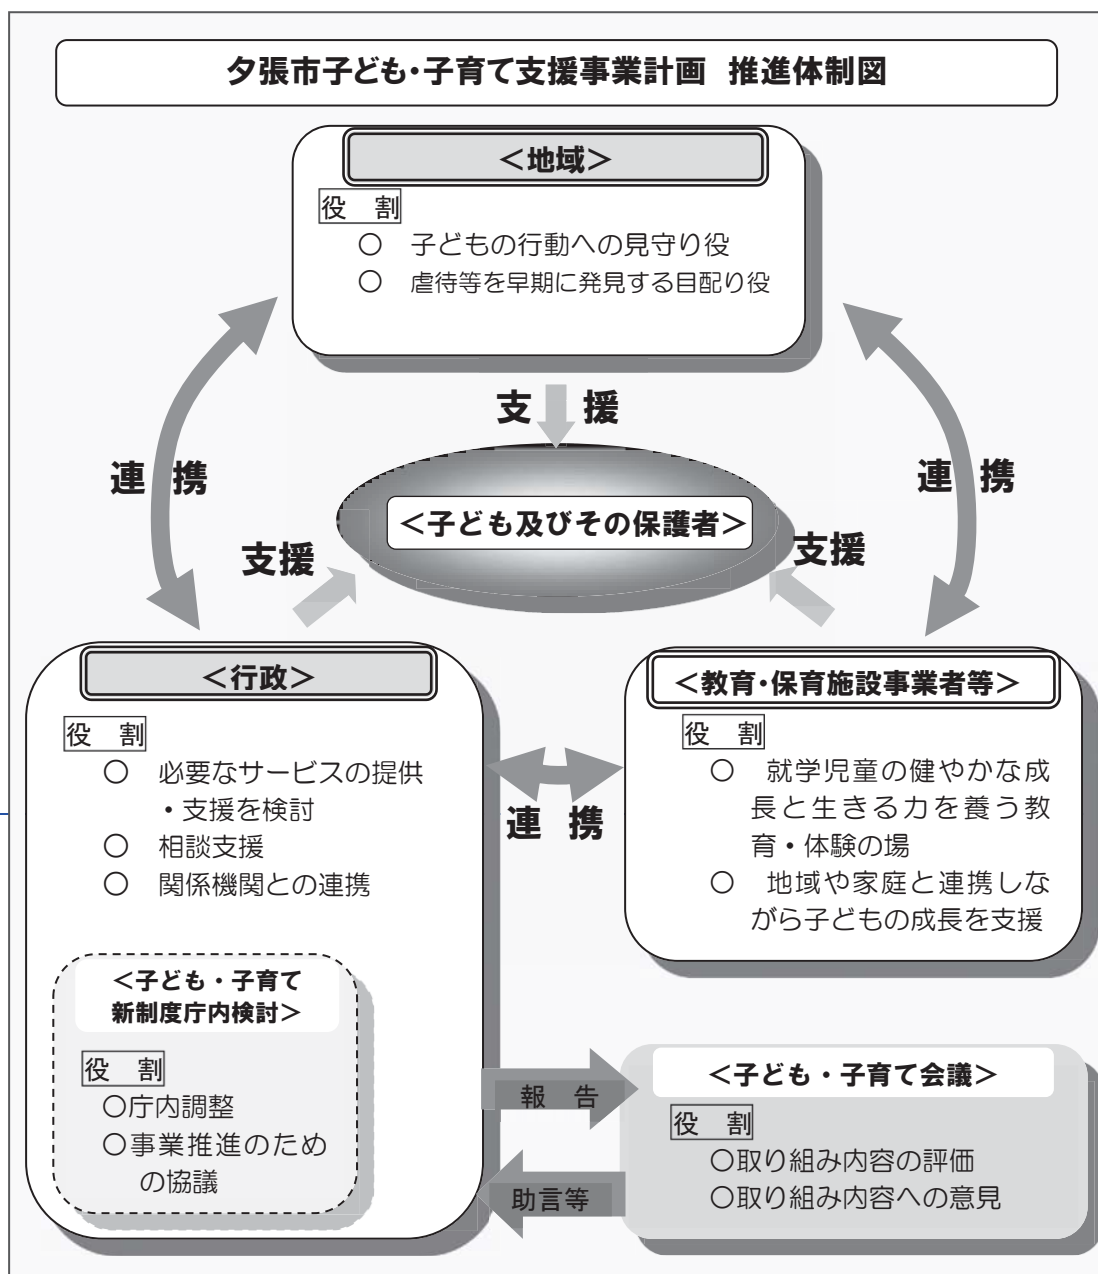 夕張市子ども・子育て支援事業計画 推進体制図
＜地域＞
役 割
○ 子どもの行動への見守り役
○ 虐待等を早期に発見する目配り役
支 援
連 携
連 携
＜子ども及びその保護者＞
支援
支援
＜行政＞
役 割
○ 必要なサービスの提供
・支援を検討
○ 相談支援
○ 関係機関との連携
連 携
＜教育・保育施設事業者等＞
役 割
○ 就学児童の健やかな成
長と生きる力を養う教
育・体験の場
○ 地域や家庭と連携しな
がら子どもの成長を支援
＜子ども・子育て
新制度庁内検討＞
役 割
○庁内調整
○事業推進のため
の協議
報 告
助言等
＜子ども・子育て会議＞
役 割
○取り組み内容の評価
○取り組み内容への意見